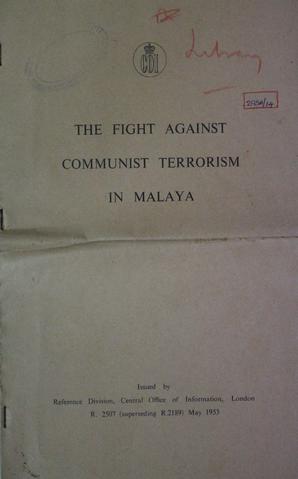 COI
Library
THE FIGHT AGAINST
COMMUNIST TERRORISM
IN MALAYA
Issued by
Reference Division, Central Office of Information, London
R. 2507 (superseding R.2189) May 1953